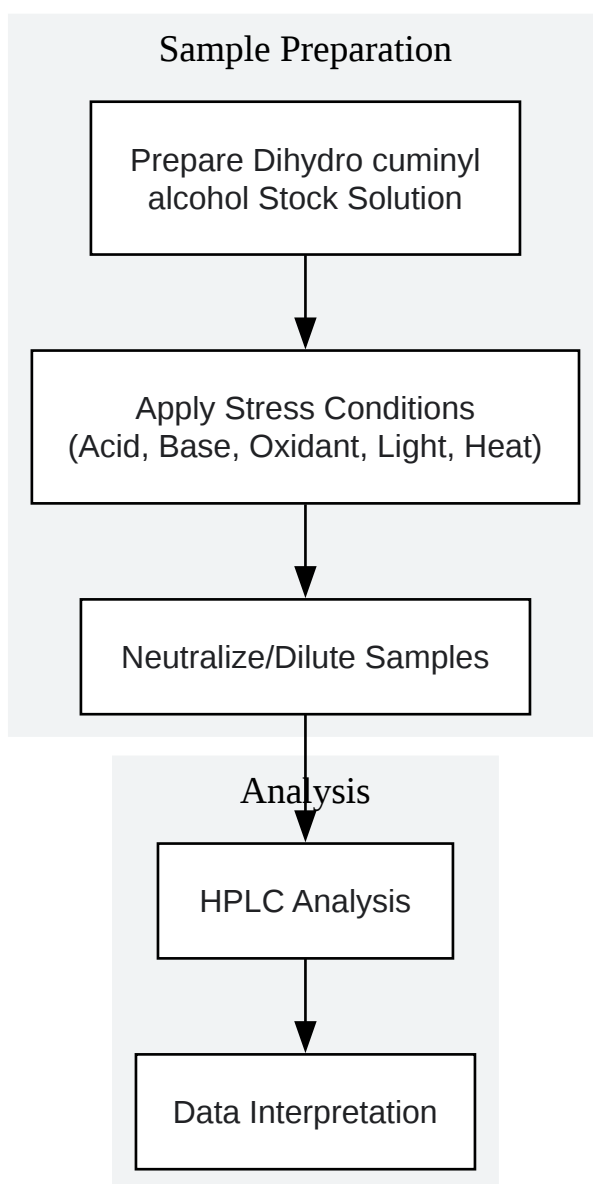 Sample Preparation
Prepare Dihydro cuminyl
alcohol Stock Solution
Apply Stress Conditions
(Acid, Base, Oxidant, Light, Heat)
Neutralize/Dilute Samples
Analysis
HPLC Analysis
Data Interpretation